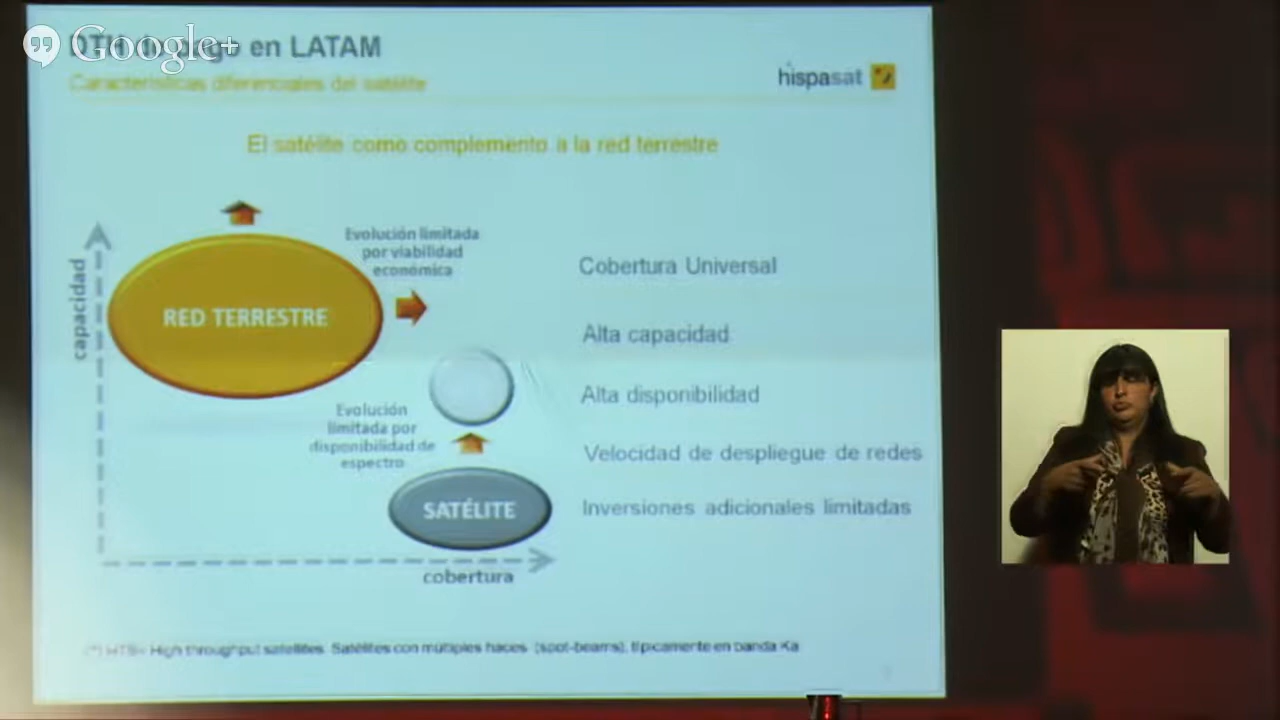 Google+
DTH de pago en LATAM
Características diferenciales del satélite
hispasat
El satélite como complemento a la red terrestre
capacidad
RED TERRESTRE
Evolución limitada
por viabilidad
económica
Evolución
limitada por
disponibilidad de
espectro
SATÉLITE
cobertura
Cobertura Universal
Alta capacidad
Alta disponibilidad
Velocidad de despliegue de redes
Inversiones adicionales limitadas
(*) HTS= High throughput satellites. Satélites con múltiples haces (spot-beams), típicamente en banda Ka